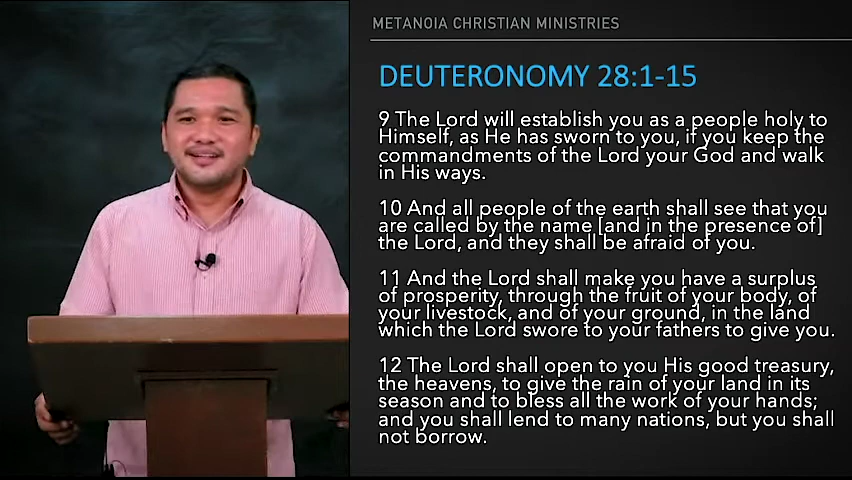 METANOIA CHRISTIAN MINISTRIES
DEUTERONOMY 28:1-15
9 The Lord will establish you as a people holy to
Himself, as He has sworn to you, if you keep the
commandments of the Lord your God and walk
in His ways.
10 And all people of the earth shall see that you
are called by the name [and in the presence of]
the Lord, and they shall be afraid of you.
11 And the Lord shall make you have a surplus
of prosperity, through the fruit of your body, of
your livestock, and of your ground, in the land
which the Lord swore to your fathers to give you.
12 The Lord shall open to you His good treasury,
the heavens, to give the rain of your land in its
season and to bless all the work of your hands;
and you shall lend to many nations, but you shall
not borrow.